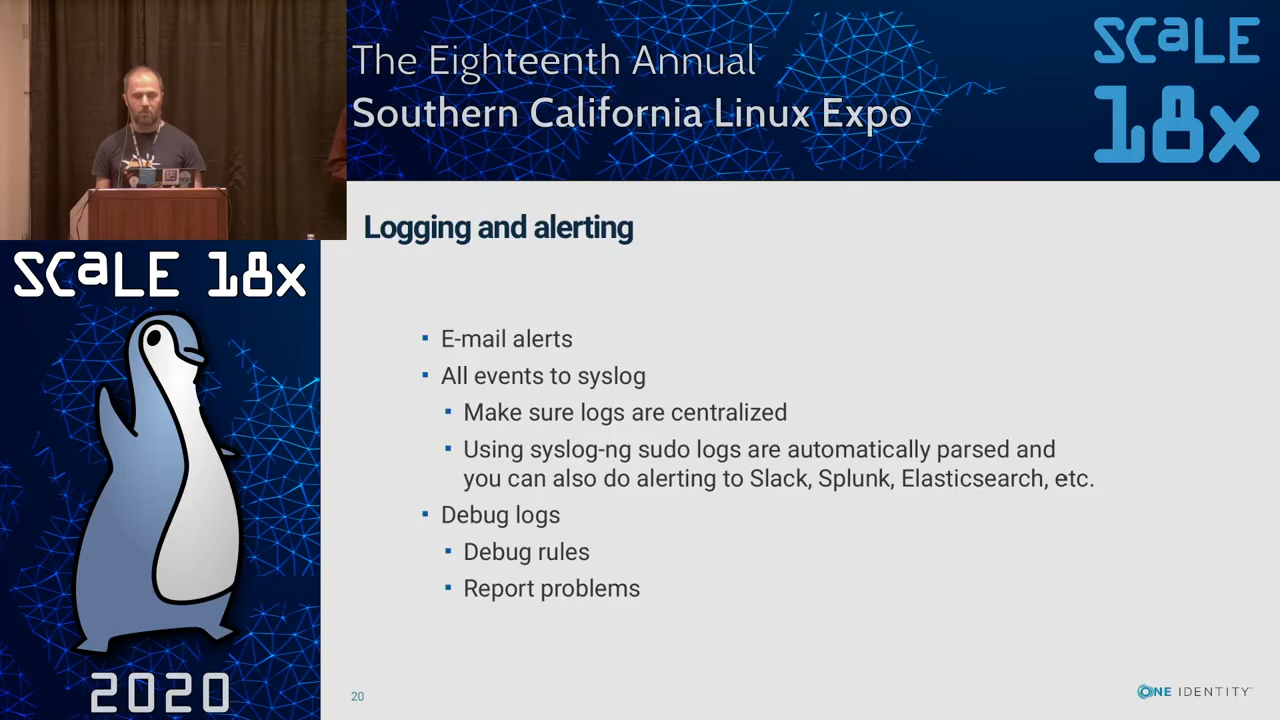 The Eighteenth Annual
Southern California Linux Expo
SCaLE
18x
SCaLE 18x
2020
Logging and alerting
E-mail alerts
All events to syslog
Make sure logs are centralized
Using syslog-ng sudo logs are automatically parsed and
you can also do alerting to Slack, Splunk, Elasticsearch, etc.
Debug logs
Debug rules
Report problems
20
ONE IDENTITY